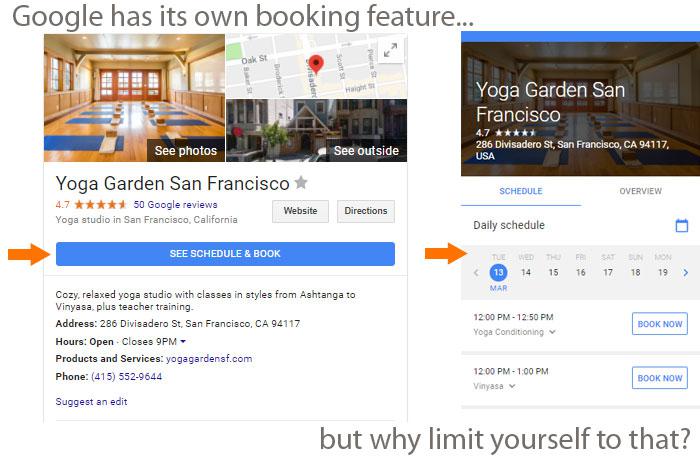 Google has its own booking feature...
Oak St
Baker St
Broderick St
Divisadero
Scott St
Pierce St
Haight St
See photos
See outside
Yoga Garden San Francisco
4.7 50 Google reviews
Yoga studio in San Francisco, California
Website
Directions
SEE SCHEDULE & BOOK
Cozy, relaxed yoga studio with classes in styles from Ashtanga to
Vinyasa, plus teacher training.
Address: 286 Divisadero St, San Francisco, CA 94117
Hours: Open · Closes 9PM
Products and Services: yogagardensf.com
Phone: (415) 552-9644
Suggest an edit
Yoga Garden San
Francisco
4.7
286 Divisadero St, San Francisco, CA 94117,
USA
SCHEDULE OVERVIEW
Daily schedule
TUE WED THU FRI SAT SUN MON
13 14 15 16 17 18 19
MAR
12:00 PM - 12:50 PM
Yoga Conditioning
BOOK NOW
12:00 PM - 1:00 PM
Vinyasa
BOOK NOW
but why limit yourself to that?